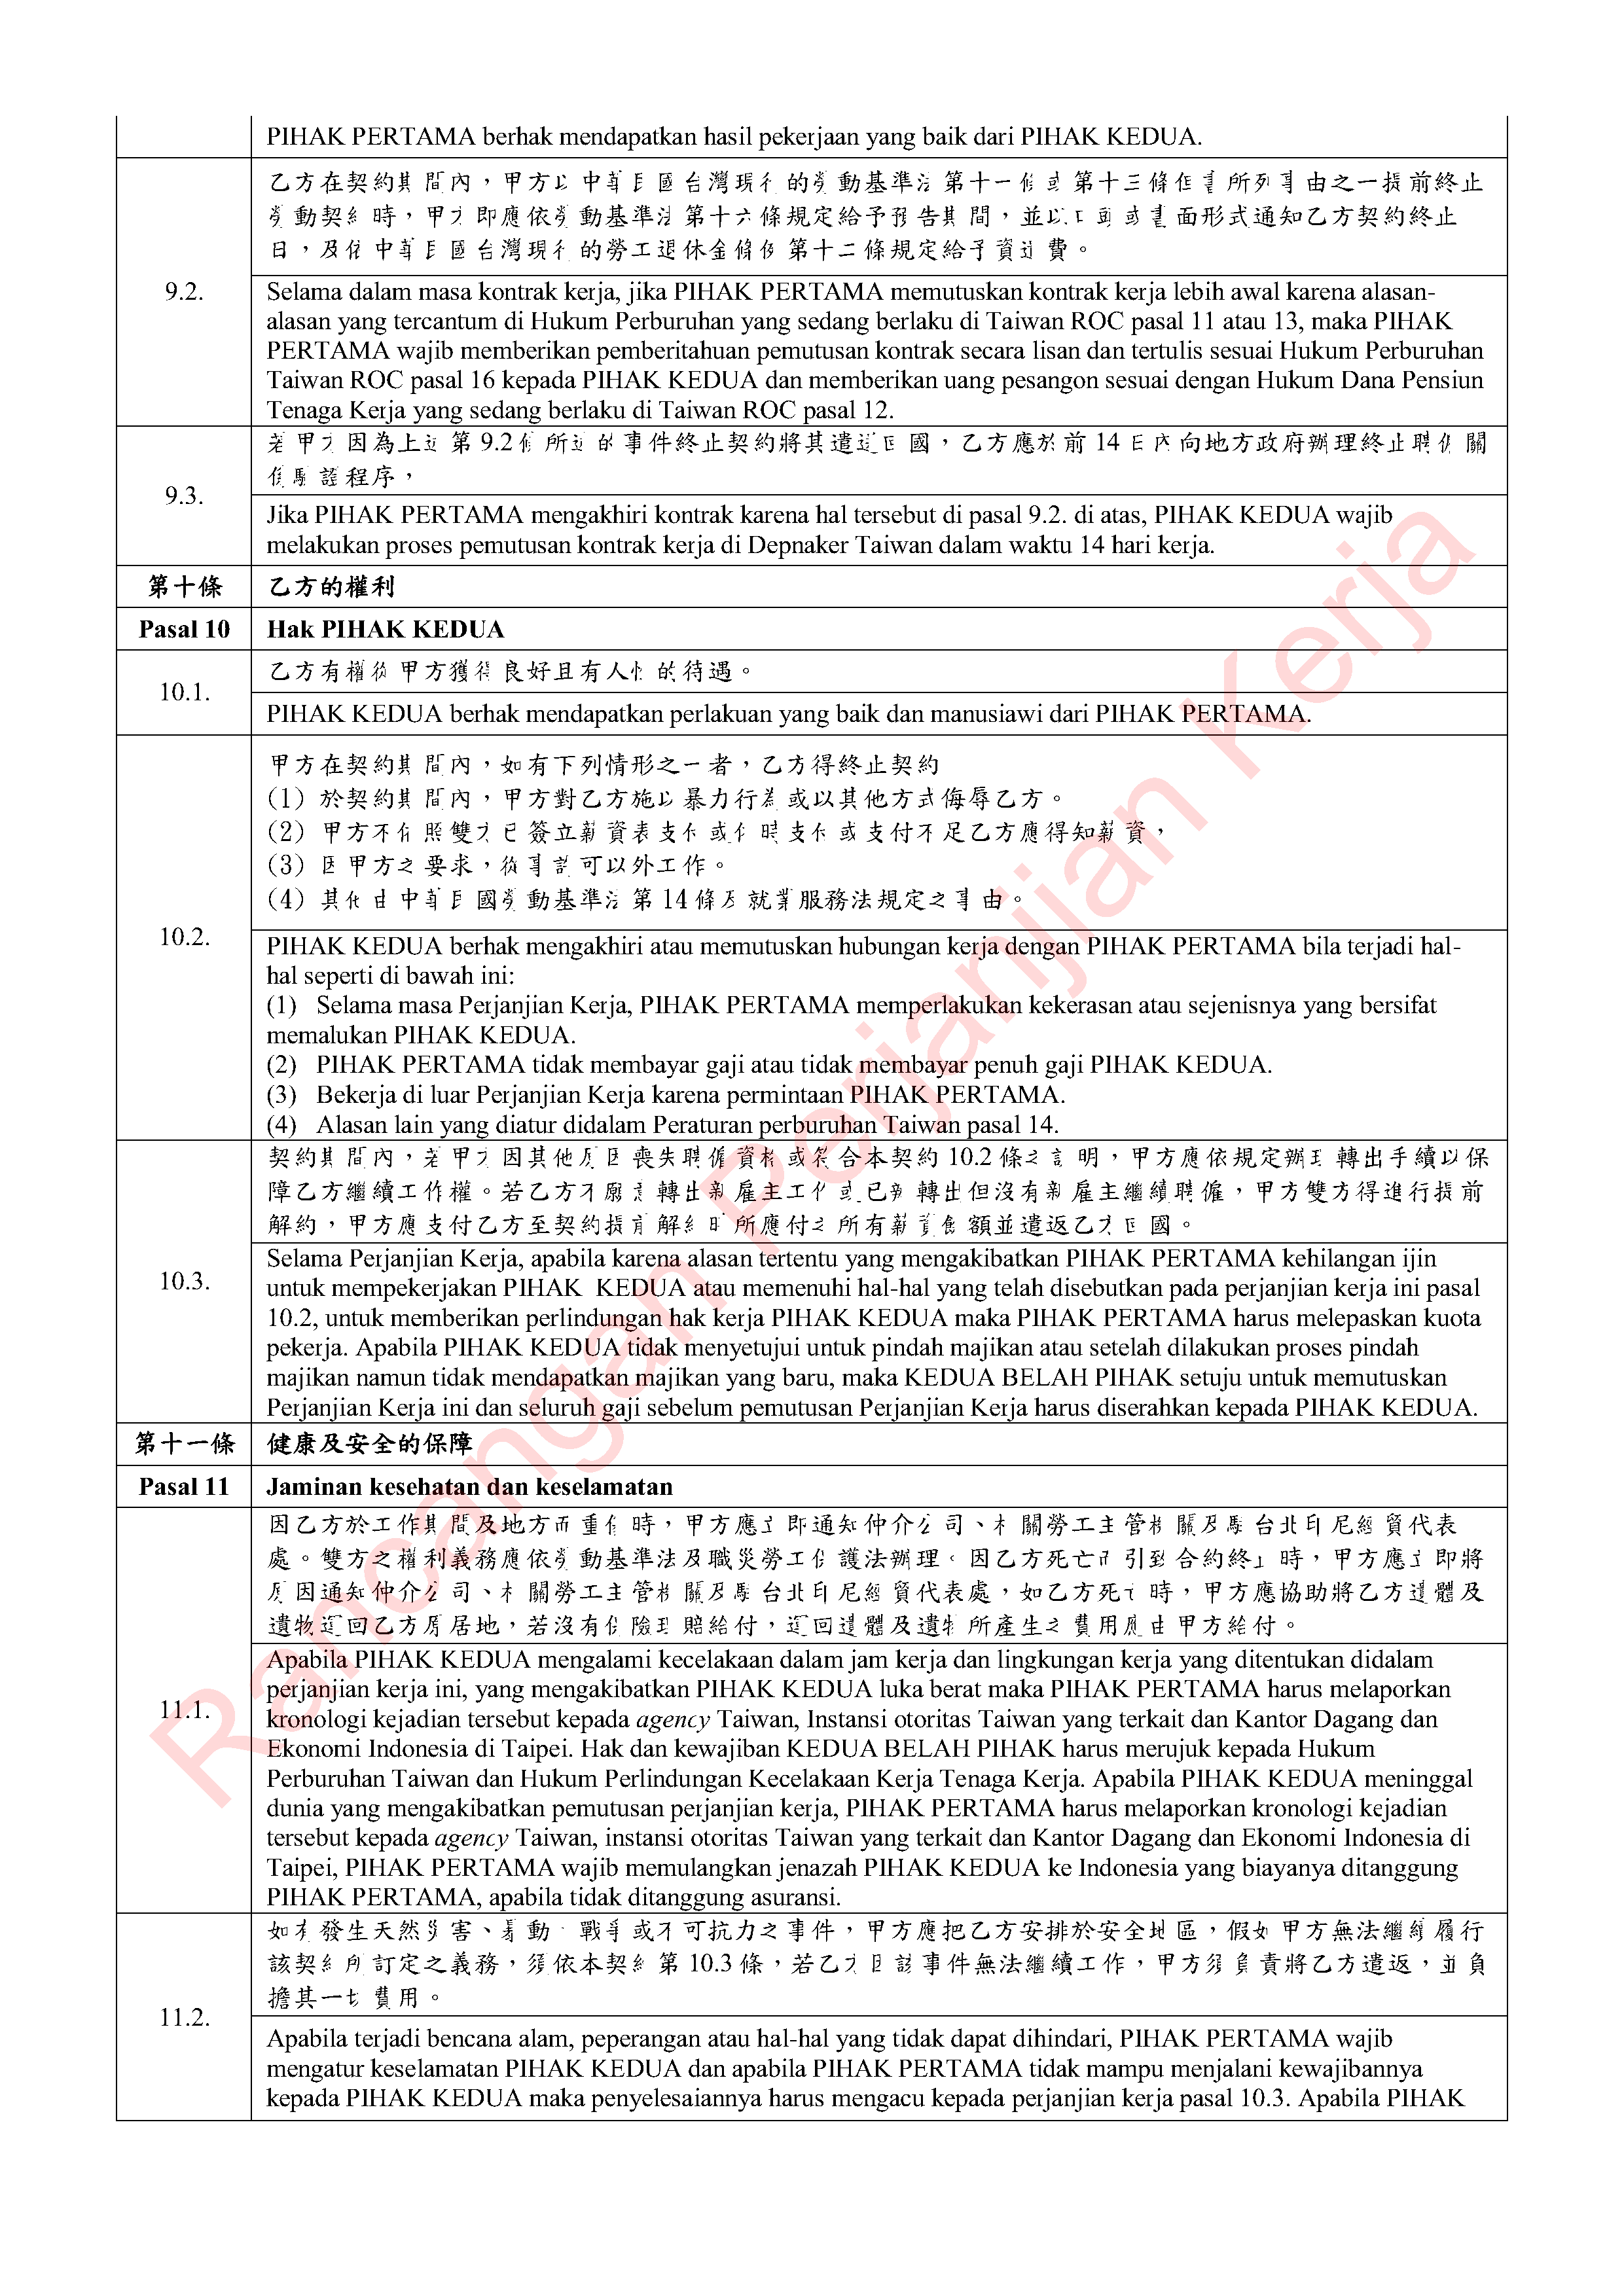 PIHAK PERTAMA berhak mendapatkan hasil pekerjaan yang baik dari PIHAK KEDUA.
9.2.
乙方在契約期間內，甲方以中華民國台灣現行的勞動基準法第十一條或第十三條但書所列事由之一提前終止
勞動契約時，甲方即應依勞動基準法第十六條規定給予預告期間，並以口頭或書面形式通知乙方契約終止
日，及依中華民國台灣現行的勞工退休金條例第十二條規定給予資遣費。
Selama dalam masa kontrak kerja, jika PIHAK PERTAMA memutuskan kontrak kerja lebih awal karena alasan-
alasan yang tercantum di Hukum Perburuhan yang sedang berlaku di Taiwan ROC pasal 11 atau 13, maka PIHAK
PERTAMA wajib memberikan pemberitahuan pemutusan kontrak secara lisan dan tertulis sesuai Hukum Perburuhan
Taiwan ROC pasal 16 kepada PIHAK KEDUA dan memberikan uang pesangon sesuai dengan Hukum Dana Pensiun
Tenaga Kerja yang sedang berlaku di Taiwan ROC pasal 12.
9.3.
若甲方因為上述第 9.2 條所述的事件終止契約將其遣送回國，乙方應於前 14 日內向地方政府辦理終止聘僱關
係驗證程序，
Jika PIHAK PERTAMA mengakhiri kontrak karena hal tersebut di pasal 9.2. di atas, PIHAK KEDUA wajib
melakukan proses pemutusan kontrak kerja di Depnaker Taiwan dalam waktu 14 hari kerja.
第十條 乙方的權利
Pasal 10 Hak PIHAK KEDUA
10.1.
乙方有權從甲方獲得良好且有人性的待遇。
PIHAK KEDUA berhak mendapatkan perlakuan yang baik dan manusiawi dari PIHAK PERTAMA.
10.2.
甲方在契約期間內，如有下列情形之一者，乙方得終止契約
(1) 於契約期間內，甲方對乙方施以暴力行為或以其他方式侮辱乙方。
(2) 甲方不依照雙方已簽立薪資表支付或何時支付或支付不足乙方應得知薪資，
(3) 因甲方之要求，從事許可以外工作。
(4) 其他由中華民國勞動基準法第 14 條及就業服務法規定之事由。
PIHAK KEDUA berhak mengakhiri atau memutuskan hubungan kerja dengan PIHAK PERTAMA bila terjadi hal-
hal seperti di bawah ini:
(1) Selama masa Perjanjian Kerja, PIHAK PERTAMA memperlakukan kekerasan atau sejenisnya yang bersifat
memalukan PIHAK KEDUA.
(2) PIHAK PERTAMA tidak membayar gaji atau tidak membayar penuh gaji PIHAK KEDUA.
(3) Bekerja di luar Perjanjian Kerja karena permintaan PIHAK PERTAMA.
(4) Alasan lain yang diatur didalam Peraturan perburuhan Taiwan pasal 14.
10.3.
契約期間內，若甲方因其他原因喪失聘僱資格或符合本契約 10.2 條之說明，甲方應依規定辦理轉出手續以保
障乙方繼續工作權。若乙方不願意轉出新雇主工作或已辦轉出但沒有新雇主繼續聘僱，甲方雙方得進行提前
解約，甲方應支付乙方至契約提前解約時所應付之所有薪資餘額並遣返乙方回國。
Selama Perjanjian Kerja, apabila karena alasan tertentu yang mengakibatkan PIHAK PERTAMA kehilangan ijin
untuk mempekerjakan PIHAK KEDUA atau memenuhi hal-hal yang telah disebutkan pada perjanjian kerja ini pasal
10.2, untuk memberikan perlindungan hak kerja PIHAK KEDUA maka PIHAK PERTAMA harus melepaskan kuota
pekerja. Apabila PIHAK KEDUA tidak menyetujui untuk pindah majikan atau setelah dilakukan proses pindah
majikan namun tidak mendapatkan majikan yang baru, maka KEDUA BELAH PIHAK setuju untuk memutuskan
Perjanjian Kerja ini dan seluruh gaji sebelum pemutusan Perjanjian Kerja harus diserahkan kepada PIHAK KEDUA.
第十一條 健康及安全的保障
Pasal 11 Jaminan kesehatan dan keselamatan
11.1.
因乙方於工作期間及地方而重傷時，甲方應立即通知仲介公司、相關勞工主管機關及駐台北印尼經貿代表
處。雙方之權利義務應依勞動基準法及職災勞工保護法辦理。因乙方死亡而引致合約終止時，甲方應立即將
原因通知仲介公司、相關勞工主管機關及駐台北印尼經貿代表處，如乙方死亡時，甲方應協助將乙方遺體及
遺物運回乙方原居地，若沒有保險理賠給付，運回遺體及遺物所產生之費用應由甲方給付。
Apabila PIHAK KEDUA mengalami kecelakaan dalam jam kerja dan lingkungan kerja yang ditentukan didalam
perjanjian kerja ini, yang mengakibatkan PIHAK KEDUA luka berat maka PIHAK PERTAMA harus melaporkan
kronologi kejadian tersebut kepada agency Taiwan, Instansi otoritas Taiwan yang terkait dan Kantor Dagang dan
Ekonomi Indonesia di Taipei. Hak dan kewajiban KEDUA BELAH PIHAK harus merujuk kepada Hukum
Perburuhan Taiwan dan Hukum Perlindungan Kecelakaan Kerja Tenaga Kerja. Apabila PIHAK KEDUA meninggal
dunia yang mengakibatkan pemutusan perjanjian kerja, PIHAK PERTAMA harus melaporkan kronologi kejadian
tersebut kepada agency Taiwan, instansi otoritas Taiwan yang terkait dan Kantor Dagang dan Ekonomi Indonesia di
Taipei, PIHAK PERTAMA wajib memulangkan jenazah PIHAK KEDUA ke Indonesia yang biayanya ditanggung
PIHAK PERTAMA, apabila tidak ditanggung asuransi.
11.2.
如有發生天然災害、暴動、戰爭或不可抗力之事件，甲方應把乙方安排於安全地區，假如甲方無法繼續履行
該契約所訂定之義務，須依本契約第 10.3 條，若乙方因該事件無法繼續工作，甲方須負責將乙方遣返，並負
擔其一切費用。
Apabila terjadi bencana alam, peperangan atau hal-hal yang tidak dapat dihindari, PIHAK PERTAMA wajib
mengatur keselamatan PIHAK KEDUA dan apabila PIHAK PERTAMA tidak mampu menjalani kewajibannya
kepada PIHAK KEDUA maka penyelesaiannya harus mengacu kepada perjanjian kerja pasal 10.3. Apabila PIHAK
Rancangan Perjanjian Kerja